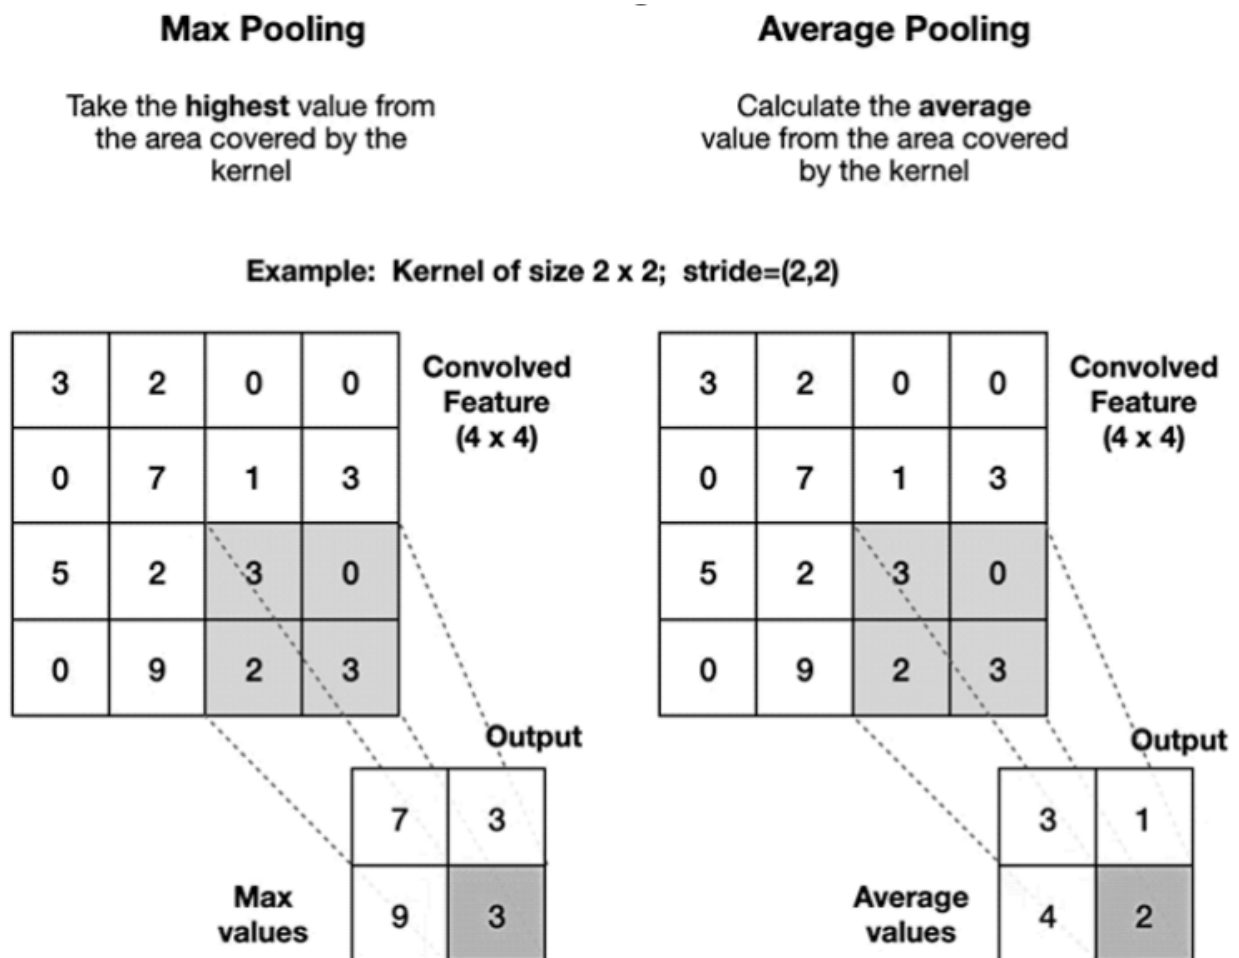 Max Pooling
Take the highest value from
the area covered by the
kernel
Average Pooling
Calculate the average
value from the area covered
by the kernel
Example: Kernel of size 2 x 2; stride=(2,2)
3 2 0 0
0 7 1 3
5 2 3 0
0 9 2 3
Convolved
Feature
(4 x 4)
Output
7 3
9 3
Max
values
3 2 0 0
0 7 1 3
5 2 3 0
0 9 2 3
Convolved
Feature
(4 x 4)
Output
3 1
4 2
Average
values